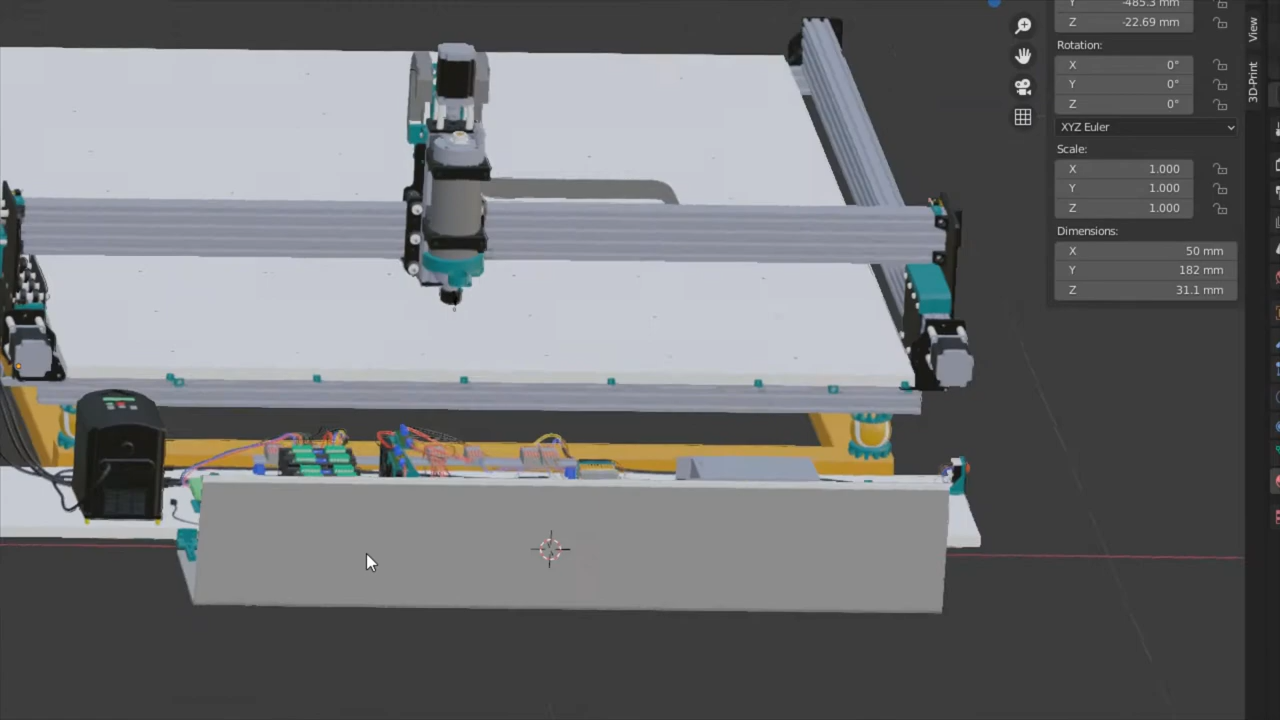 Y -485.3 mm
Z -22.69 mm
Rotation:
X 0°
Y 0°
Z 0°
XYZ Euler
Scale:
X 1.000
Y 1.000
Z 1.000
Dimensions:
X 50 mm
Y 182 mm
Z 31.1 mm
View
3D-Print